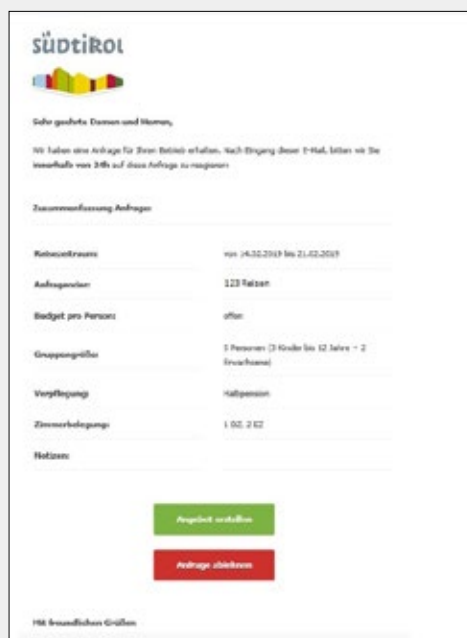 SÜDTIROL
Sehr geehrte Damen und Herren,
Wir haben eine Anfrage für Ihren Betrieb erhalten. Nach Eingang dieser E-Mail, bitten wir Sie
innerhalb von 24h auf diese Anfrage zu reagieren
Zusammenfassung Anfrage:
Reisezeitraum: von 14.02.2019 bis 21.02.2019
Anfragesteller: 123 Reisen
Budget pro Person: offen
Gruppengröße: 5 Personen (3 Kinder bis 12 Jahre – 2
Erwachsene)
Verpflegung: Halbpension
Zimmerbelegung: 1 DZ, 2 EZ
Notizen:
Angebot erstellen
Anfrage ablehnen
Mit freundlichen Grüßen